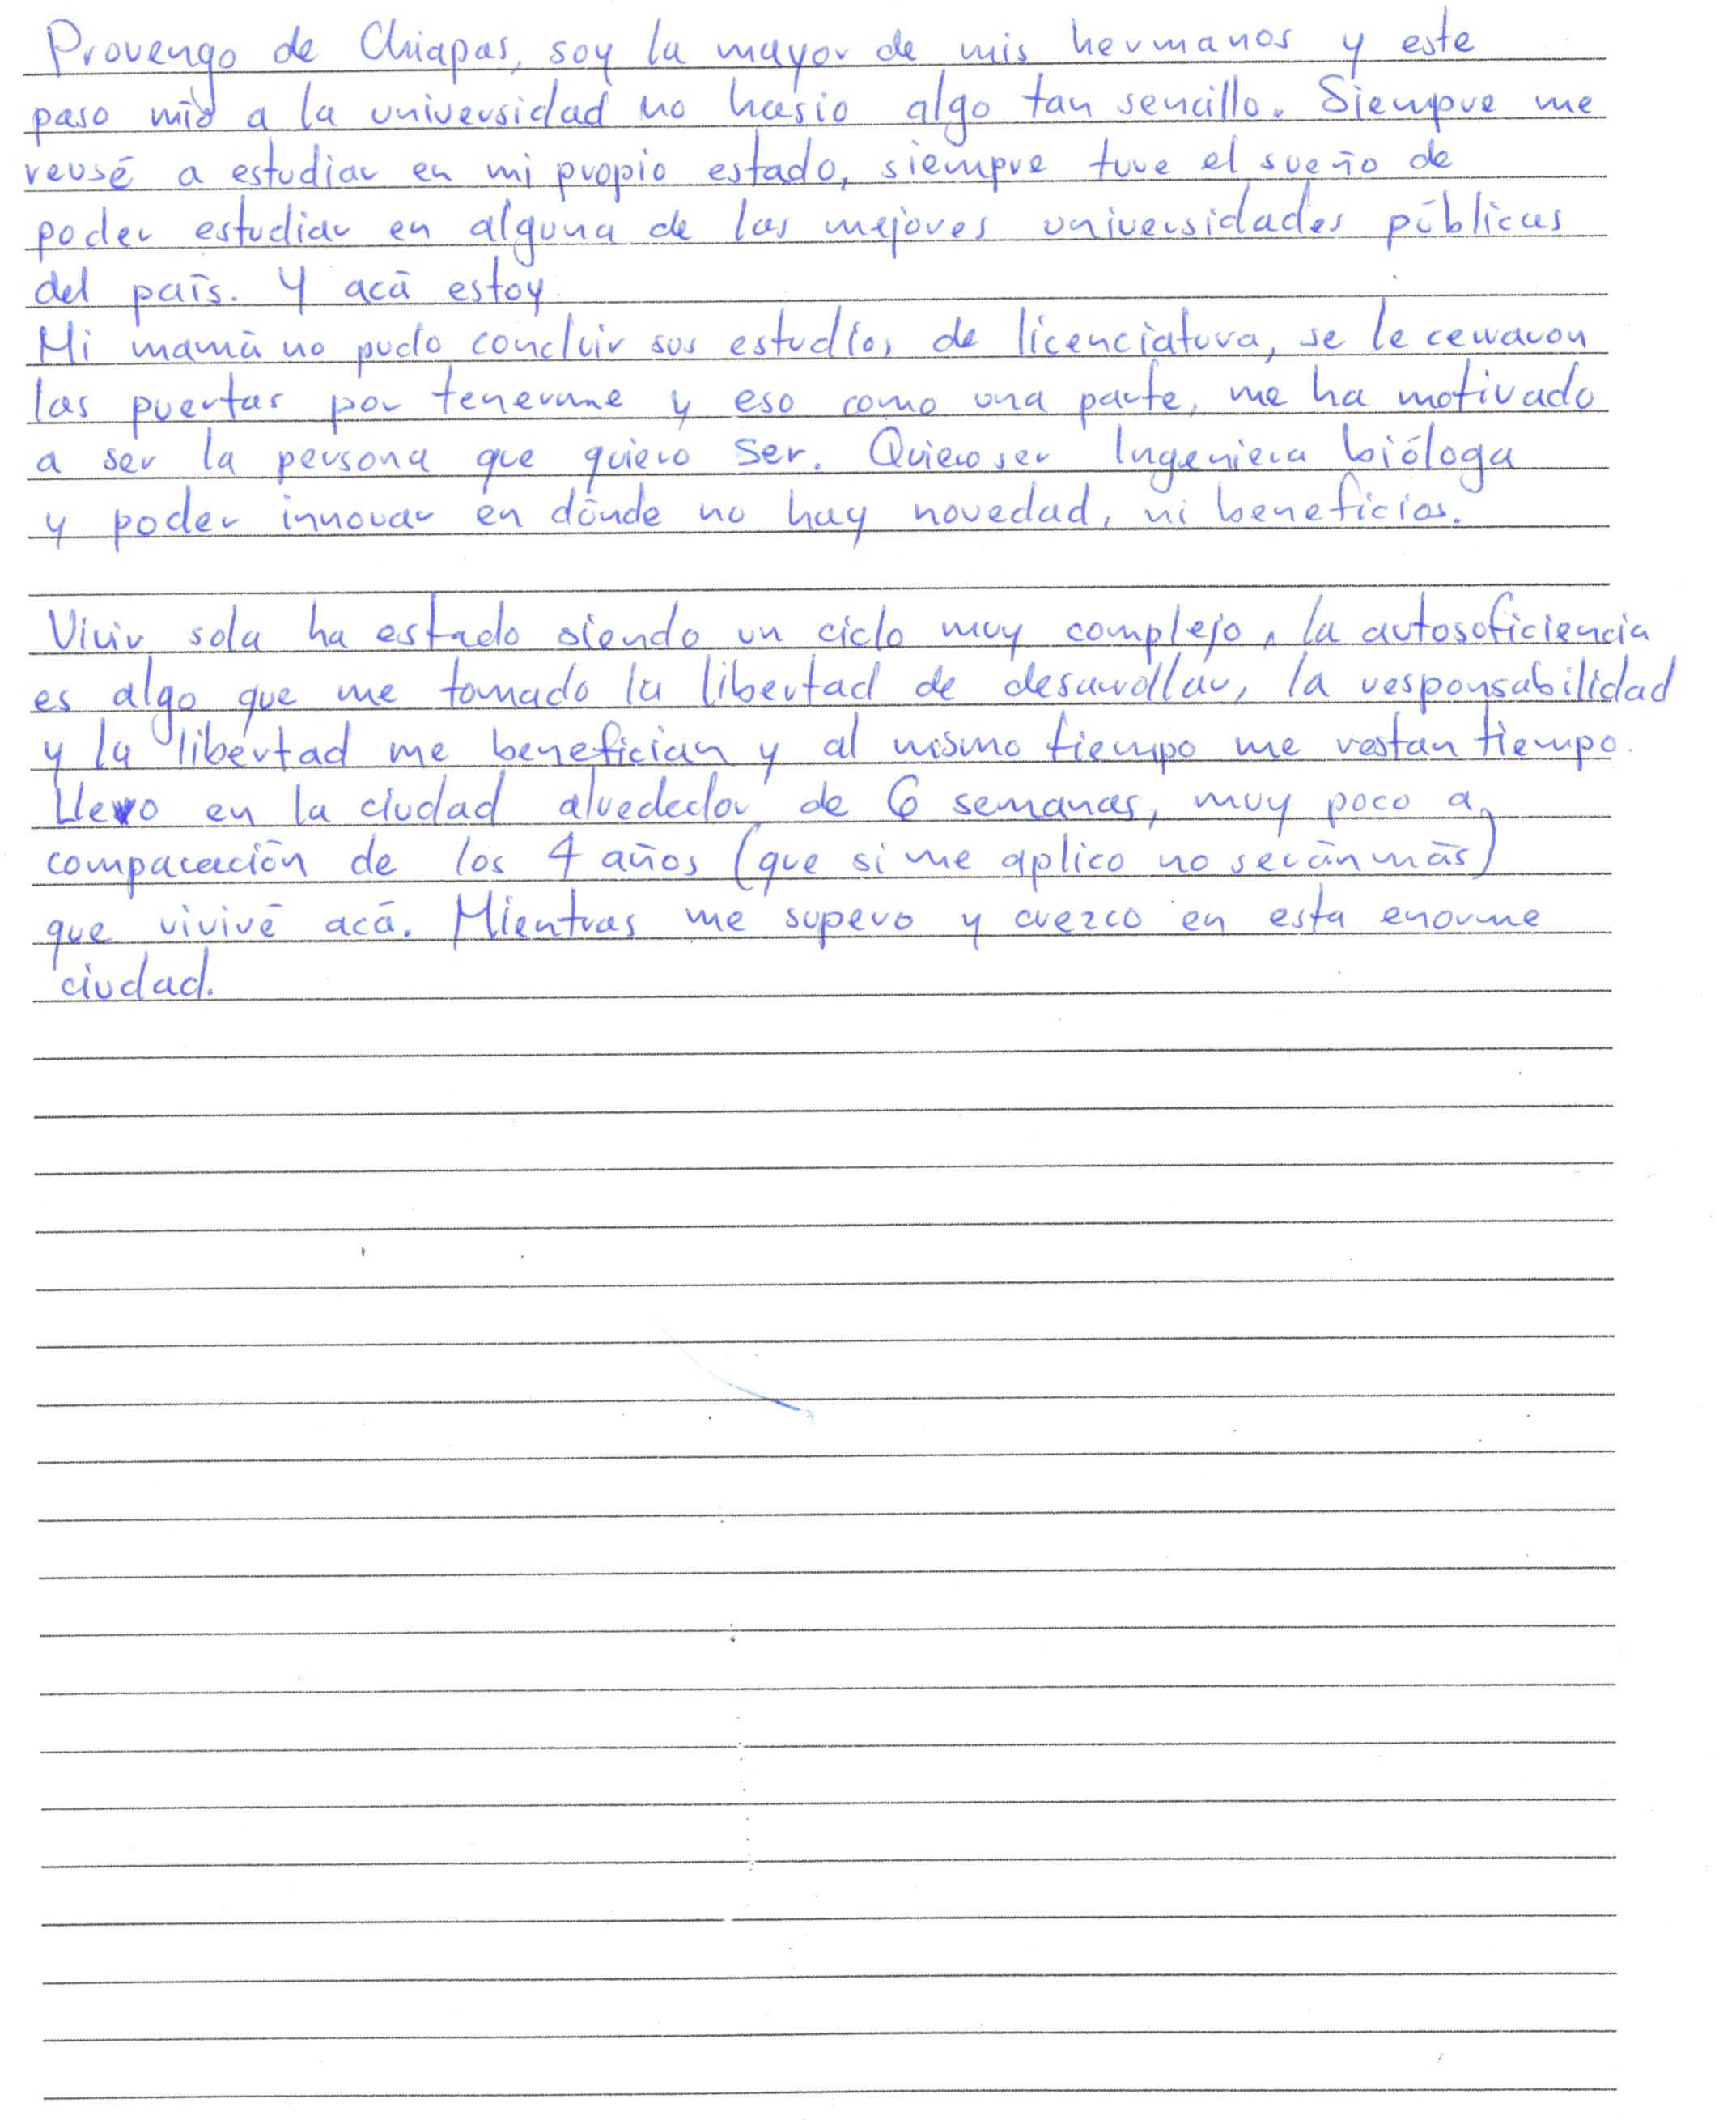 Provengo de Chiapas, soy la mayor de mis hermanos y este
paso mío a la universidad no hasio algo tan sencillo. Siempre me
reusé a estudiar en mi propio estado, siempre tuve el sueño de
poder estudiar en alguna de las mejores universidades públicas
del país. Y acá estoy
Mi mamá no pudo concluir sus estudios de licenciatura, se le cerraron
las puertas por tenerme y eso como una parte, me ha motivado
a ser la persona que quiero ser. Quiero ser Ingeniera bióloga
y poder innovar en dónde no hay novedad, ni beneficios.
Vivir sola ha estado siendo un ciclo muy complejo, la autosuficiencia
es algo que me tomado la libertad de desarrollar, la responsabilidad
y la libertad me benefician y al mismo tiempo me restan tiempo.
Llevo en la ciudad alrededor de 6 semanas, muy poco a
comparación de los 4 años (que si me aplico no serán más)
que viviré acá. Mientras me supero y crezco en esta enorme
ciudad.